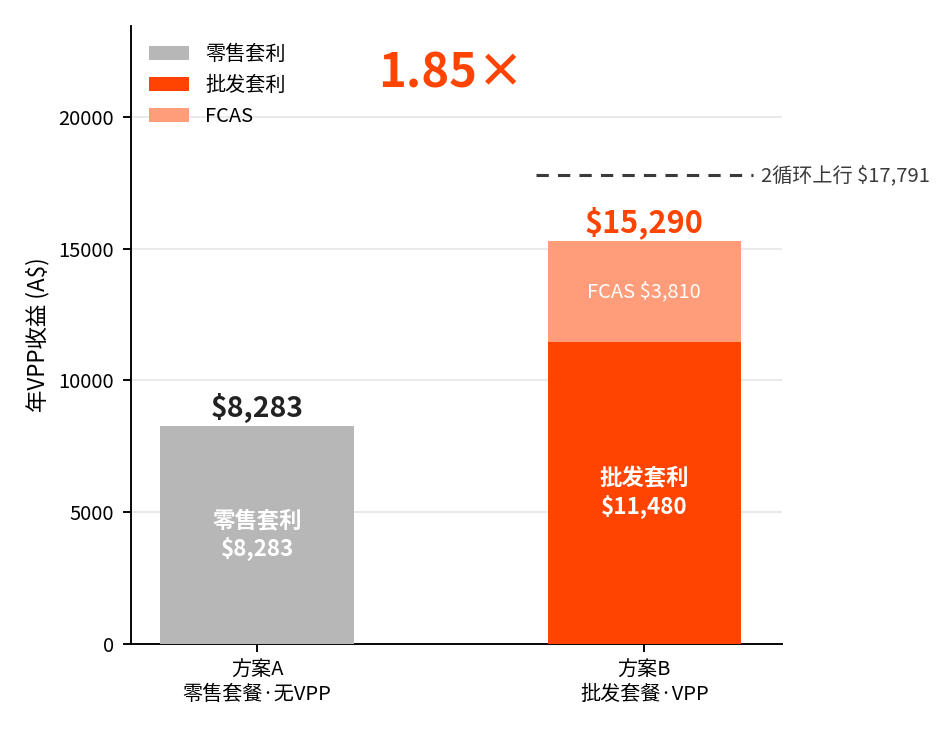 零售套利
批发套利
FCAS
1.85×
年VPP收益 (A$)
20000
15000
10000
5000
0
2循环上行 $17,791
$15,290
FCAS $3,810
批发套利
$11,480
$8,283
零售套利
$8,283
方案A
零售套餐·无VPP
方案B
批发套餐·VPP